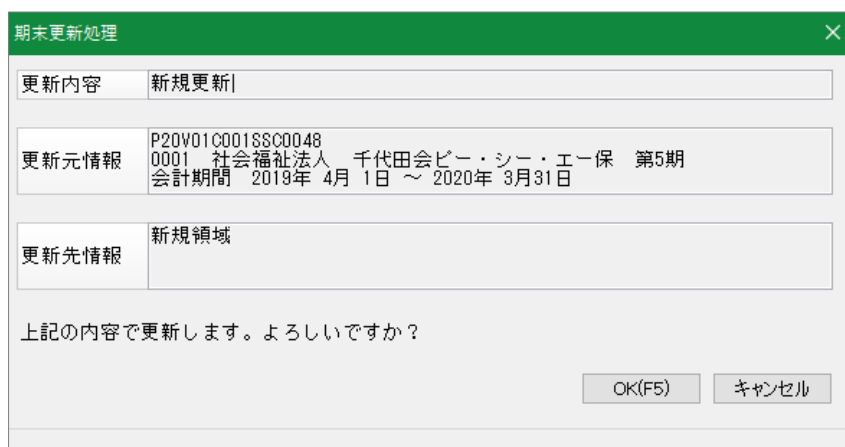 期末更新処理
更新内容 新規更新
更新元情報 P20V01C001SSC0048
0001 社会福祉法人 千代田会ピー・シー・エー保 第5期
会計期間 2019年 4月 1日 ～ 2020年 3月31日
更新先情報 新規領域
上記の内容で更新します。よろしいですか？
OK(F5) キャンセル